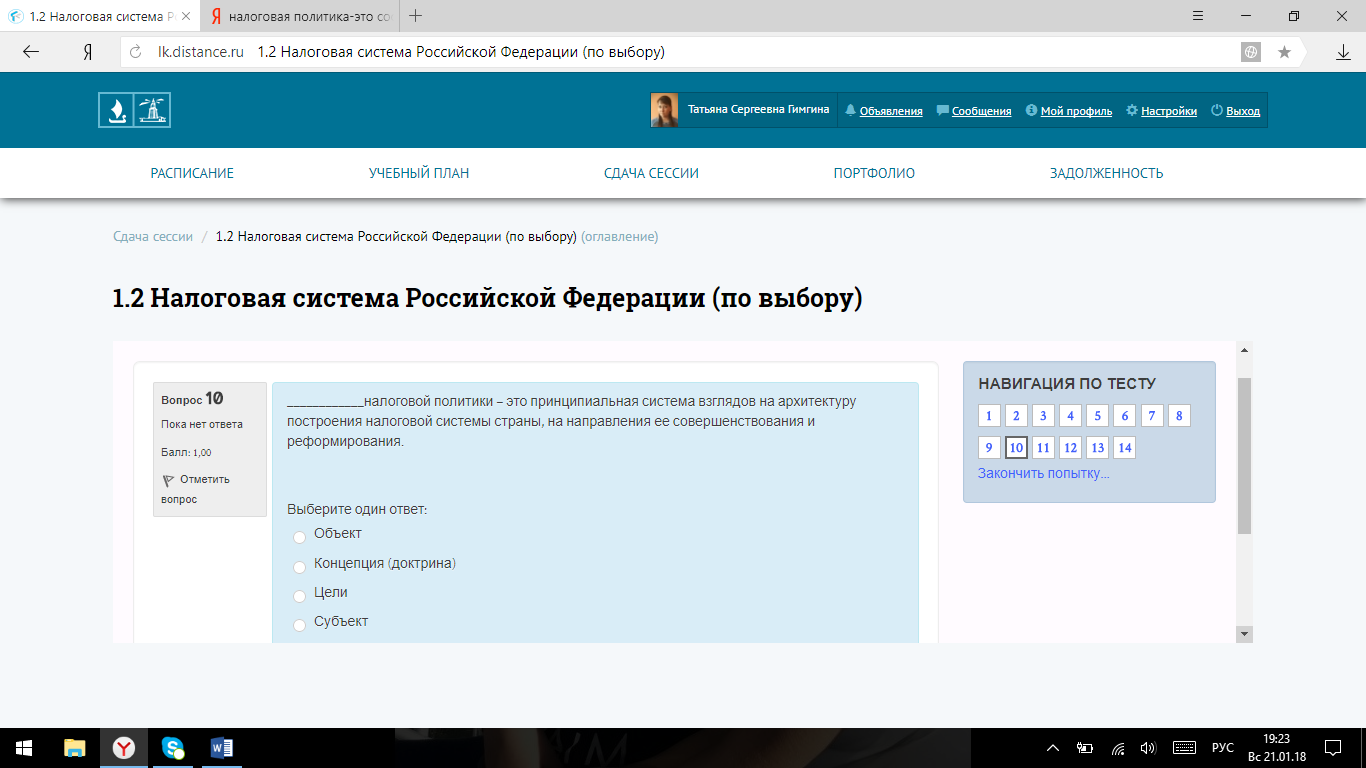 1.2 Налоговая система Р
налоговая политика-это со
lk.distance.ru 1.2 Налоговая система Российской Федерации (по выбору)
Татьяна Сергеевна Гимгина Объявления Сообщения Мой профиль Настройки Выход
РАСПИСАНИЕ УЧЕБНЫЙ ПЛАН СДАЧА СЕССИИ ПОРТФОЛИО ЗАДОЛЖЕННОСТЬ
Сдача сессии / 1.2 Налоговая система Российской Федерации (по выбору) (оглавление)
1.2 Налоговая система Российской Федерации (по выбору)
Вопрос 10
Пока нет ответа
Балл: 1,00
Отметить
вопрос
____________налоговой политики – это принципиальная система взглядов на архитектуру
построения налоговой системы страны, на направления ее совершенствования и
реформирования.
Выберите один ответ:
Объект
Концепция (доктрина)
Цели
Субъект
НАВИГАЦИЯ ПО ТЕСТУ
1 2 3 4 5 6 7 8
9 10 11 12 13 14
Закончить попытку...
РУС
19:23
Вс 21.01.18